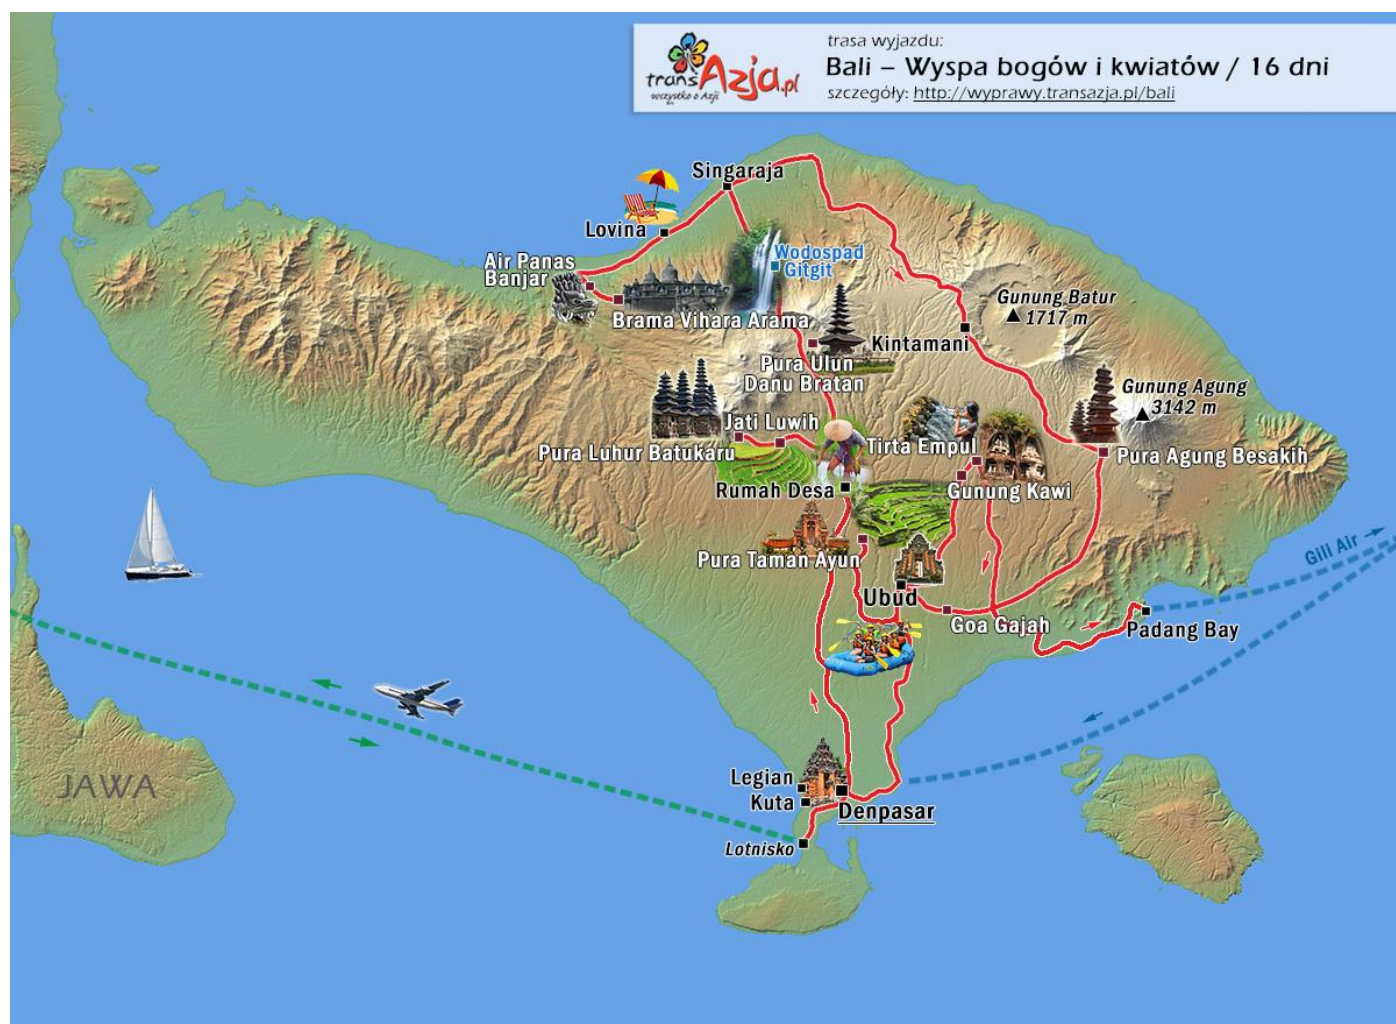 trasa wyjazdu:
transAzja.pl
wszystko o Azji
Bali – Wyspa bogów i kwiatów / 16 dni
szczegóły: http://wyprawy.transazja.pl/bali
Singaraja
Lovina
Air Panas
Banjar
Wodospad
Gitgit
Brama Vihara Arama
Gunung Batur
1717 m
Kintamani
Pura Ulun
Danu Bratan
Gunung Agung
3142 m
Jati Luwih
Pura Luhur Batukaru
Tirta Empul
Pura Agung Besakih
Rumah Desa
Gunung Kawi
Pura Taman Ayun
Gili Air
Ubud
Goa Gajah
Padang Bay
JAWA
Legian
Kuta
Denpasar
Lotnisko